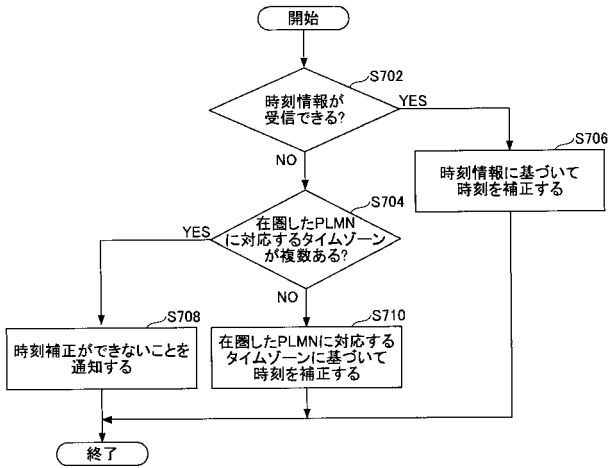 開始
S702
時刻情報が
受信できる?
YES
NO
S706
時刻情報に基づいて
時刻を補正する
S704
在圏したPLMN
に対応するタイムゾーン
が複数ある?
YES
NO
S708
時刻補正ができないことを
通知する
S710
在圏したPLMNに対応する
タイムゾーンに基づいて
時刻を補正する
終了